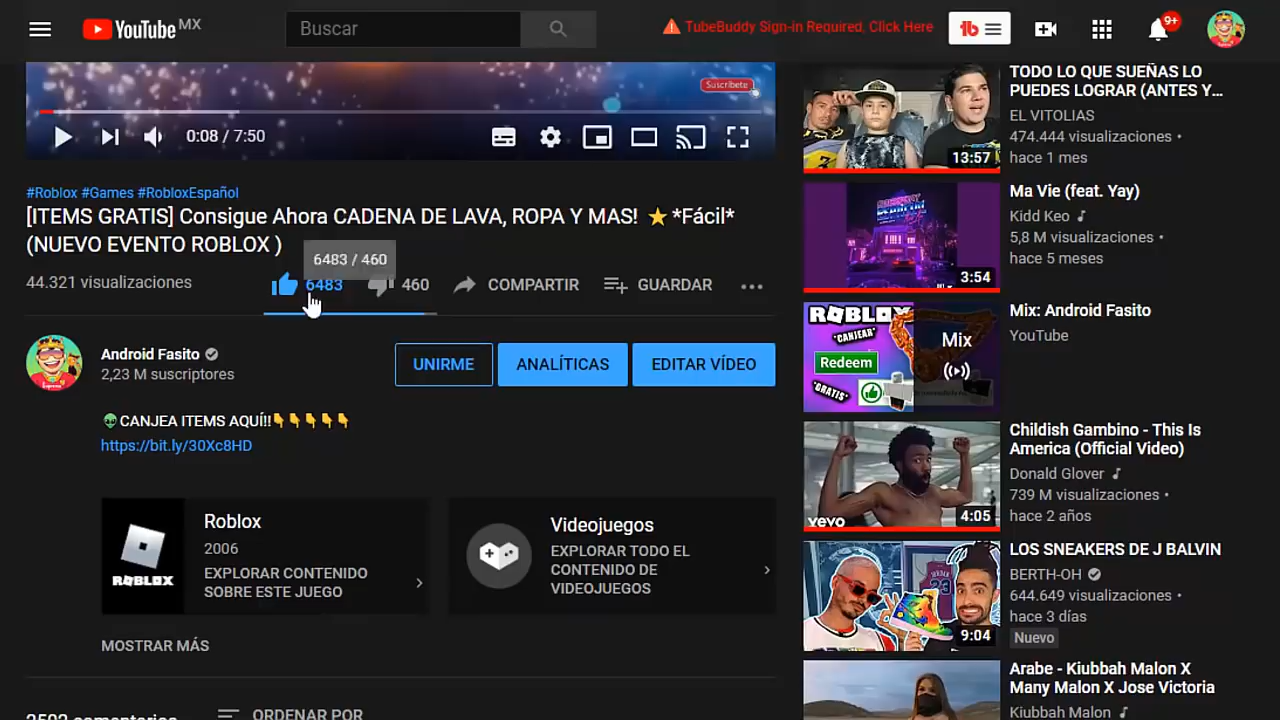 YouTube MX
Buscar
TubeBuddy Sign-in Required, Click Here
9+
Suscríbete
0:08 / 7:50
#Roblox #Games #RobloxEspañol
[ITEMS GRATIS] Consigue Ahora CADENA DE LAVA, ROPA Y MAS! ⭐*Fácil*
(NUEVO EVENTO ROBLOX )
6483 / 460
44.321 visualizaciones
6483
460
COMPARTIR
GUARDAR
Android Fasito
2,23 M suscriptores
UNIRME
ANALÍTICAS
EDITAR VÍDEO
👽CANJEA ITEMS AQUÍ!!👇👇👇👇👇
https://bit.ly/30Xc8HD
ROBLOX
Roblox
2006
EXPLORAR CONTENIDO
SOBRE ESTE JUEGO
Videojuegos
EXPLORAR TODO EL
CONTENIDO DE
VIDEOJUEGOS
MOSTRAR MÁS
ORDENAR POR
13:57
TODO LO QUE SUEÑAS LO
PUEDES LOGRAR (ANTES Y...
EL VITOLIAS
474.444 visualizaciones •
hace 1 mes
3:54
Ma Vie (feat. Yay)
Kidd Keo
5,8 M visualizaciones •
hace 5 meses
ROBLOX
*CANJEAR*
Redeem
*GRATIS*
Mix
Mix: Android Fasito
YouTube
vevo
4:05
Childish Gambino - This Is
America (Official Video)
Donald Glover
739 M visualizaciones •
hace 2 años
9:04
LOS SNEAKERS DE J BALVIN
BERTH-OH
644.649 visualizaciones •
hace 3 días
Nuevo
Arabe - Kiubbah Malon X
Many Malon X Jose Victoria
Kiubbah Malon